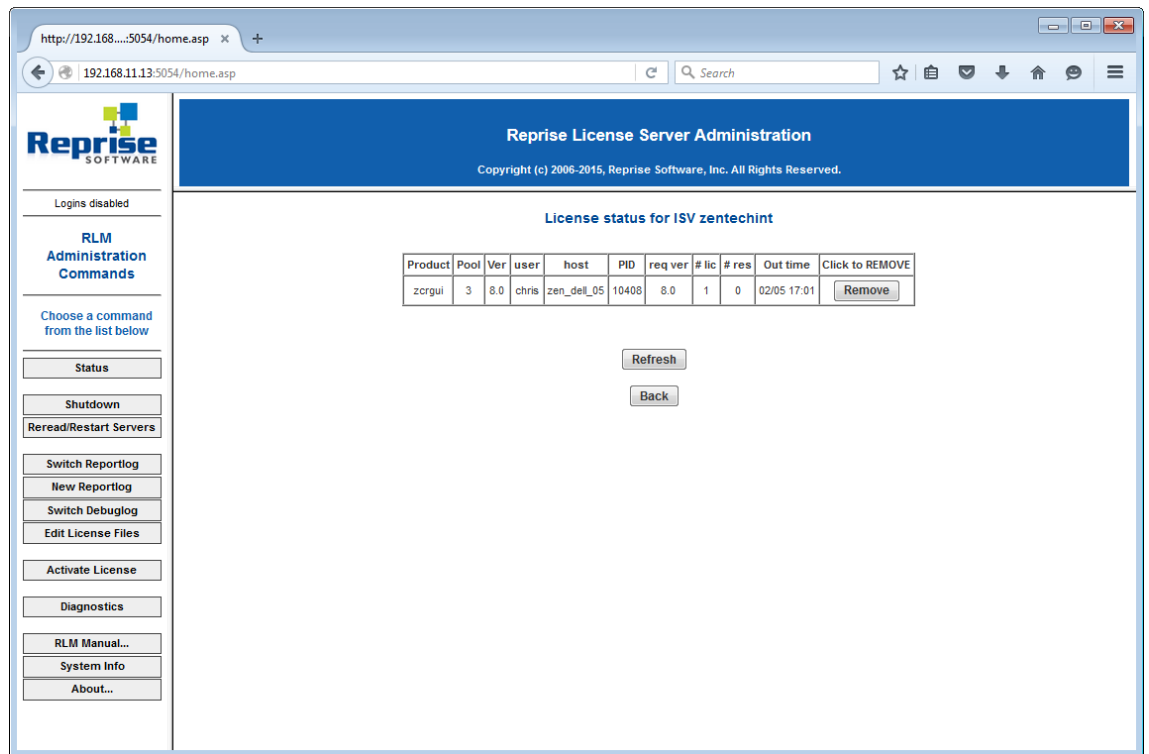 http://192.168....:5054/home.asp × +
192.168.11.13:5054/home.asp
Search
Reprise
SOFTWARE
Reprise License Server Administration
Copyright (c) 2006-2015, Reprise Software, Inc. All Rights Reserved.
Logins disabled
RLM
Administration
Commands
Choose a command
from the list below
Status
Shutdown
Reread/Restart Servers
Switch Reportlog
New Reportlog
Switch Debuglog
Edit License Files
Activate License
Diagnostics
RLM Manual...
System Info
About...
License status for ISV zentechint
Product Pool Ver user host PID req ver # lic # res Out time Click to REMOVE
zcrgui 3 8.0 chris zen_dell_05 10408 8.0 1 0 02/05 17:01 Remove
Refresh
Back